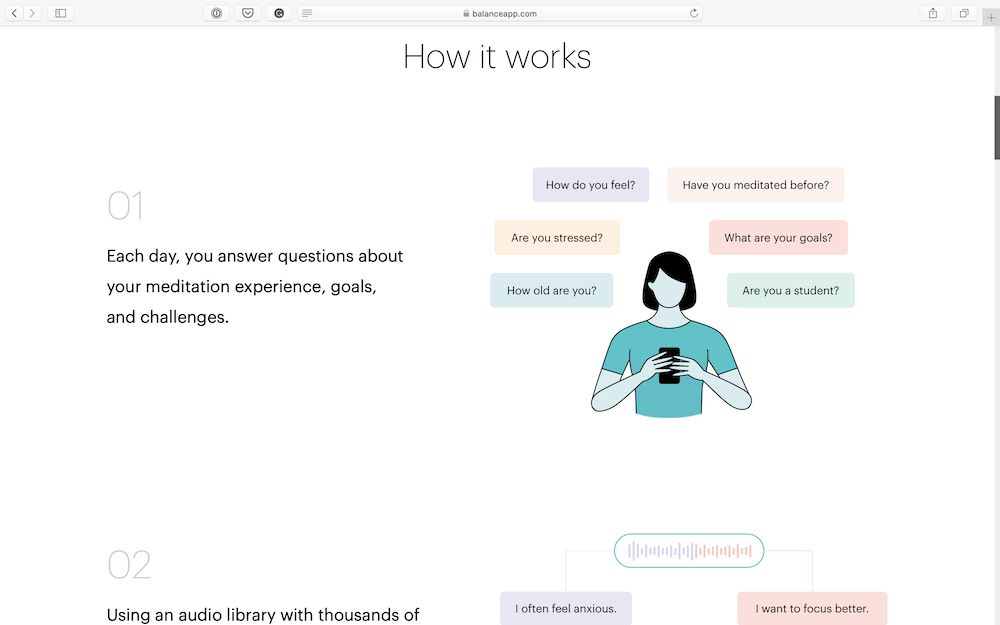 balanceapp.com
How it works
01
Each day, you answer questions about
your meditation experience, goals,
and challenges.
How do you feel?
Have you meditated before?
Are you stressed?
What are your goals?
How old are you?
Are you a student?
02
Using an audio library with thousands of
I often feel anxious.
I want to focus better.